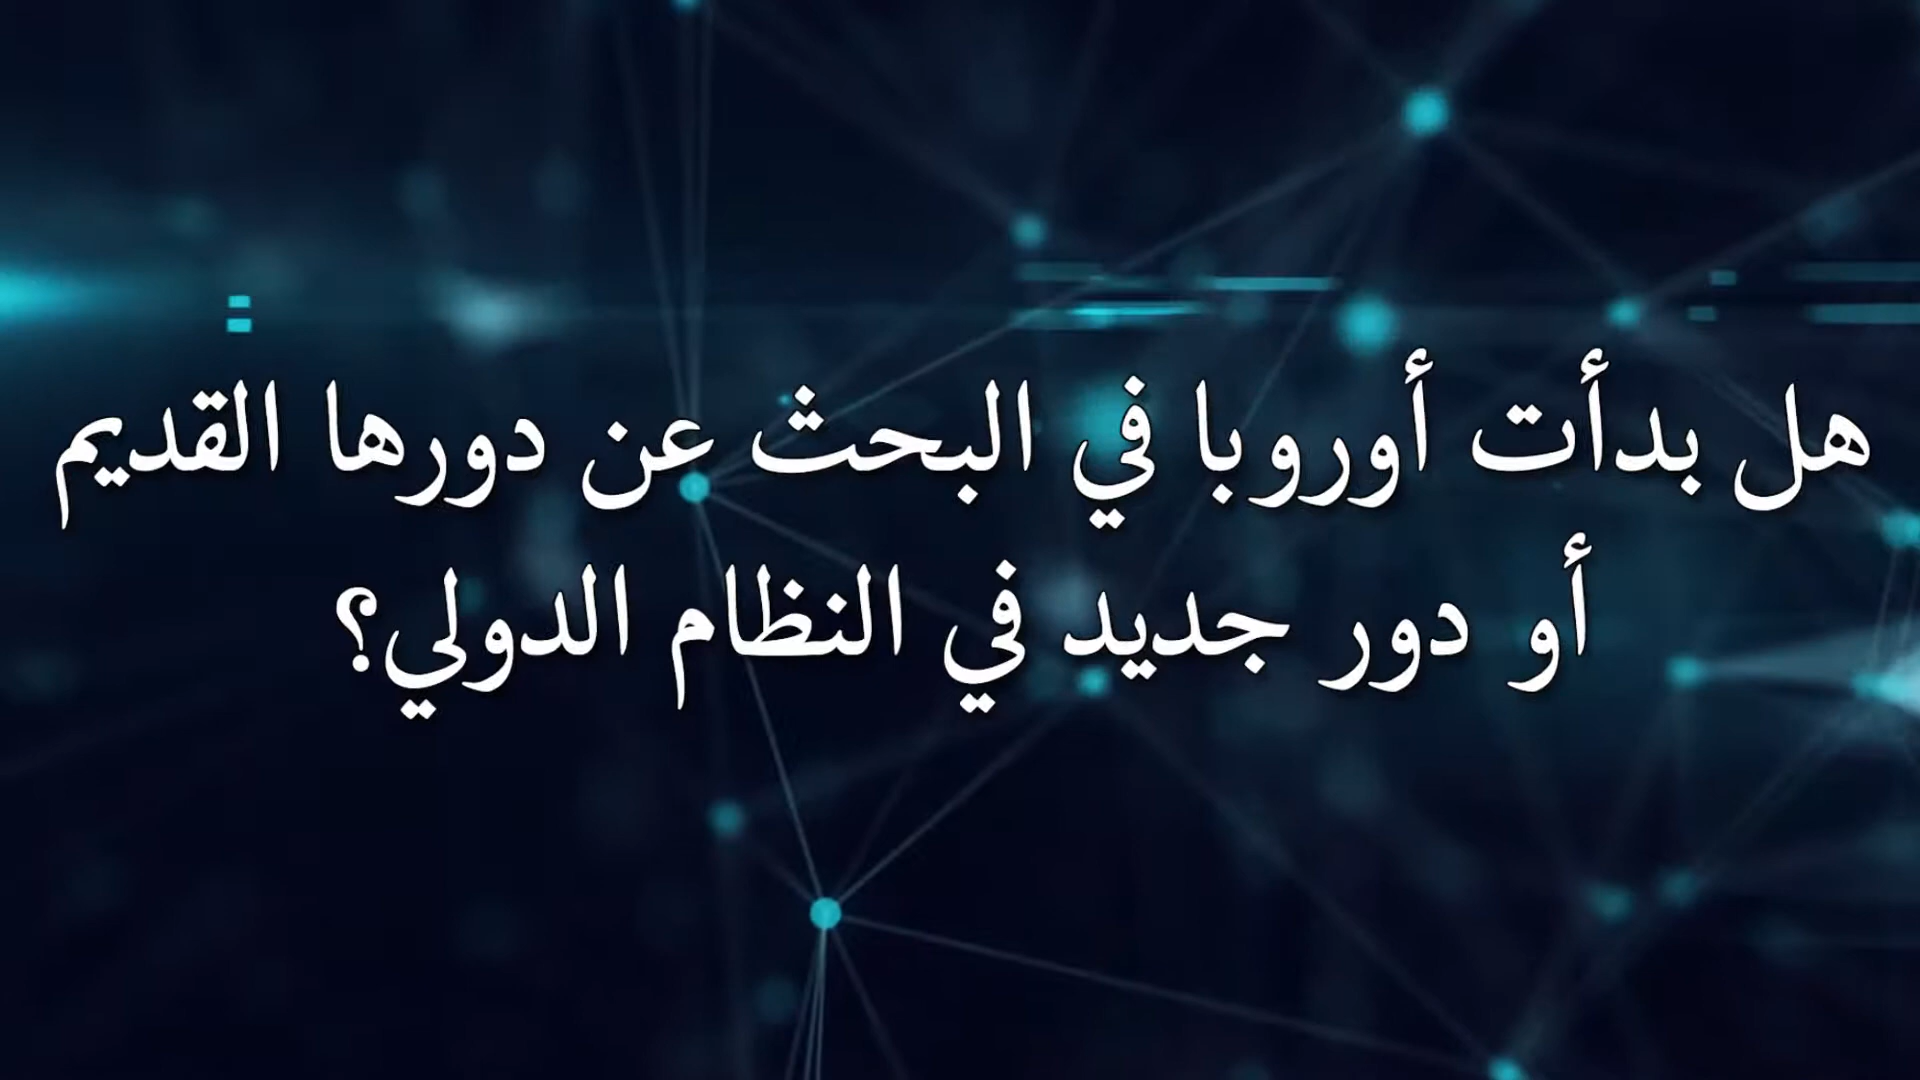 هل بدأت أوروبا في البحث عن دورها القديم
أو دور جديد في النظام الدولي؟